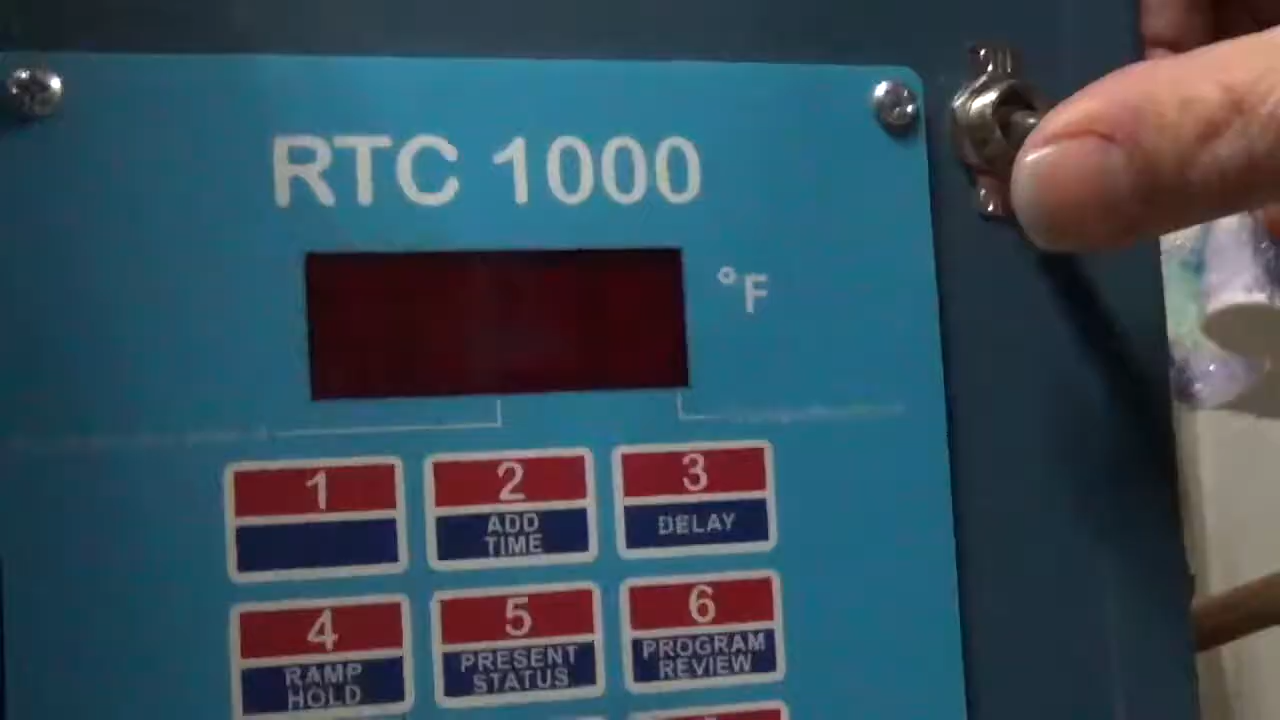 RTC 1000
°F
1
2
ADD
TIME
3
DELAY
4
RAMP
HOLD
5
PRESENT
STATUS
6
PROGRAM
REVIEW